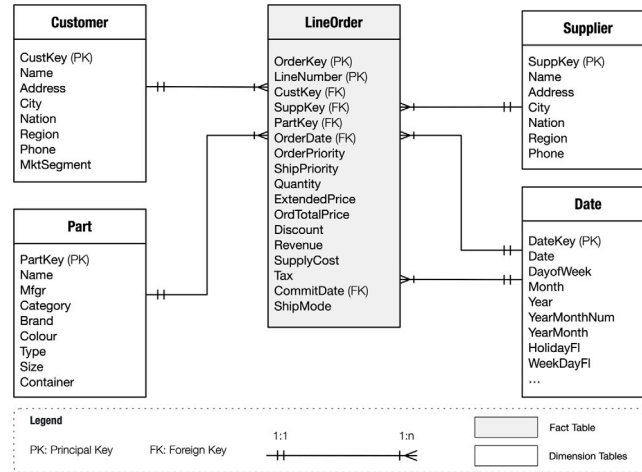 Customer
CustKey (PK)
Name
Address
City
Nation
Region
Phone
MktSegment
Part
PartKey (PK)
Name
Mfgr
Category
Brand
Colour
Type
Size
Container
LineOrder
OrderKey (PK)
LineNumber (PK)
CustKey (FK)
SuppKey (FK)
PartKey (FK)
OrderDate (FK)
OrderPriority
ShipPriority
Quantity
ExtendedPrice
OrdTotalPrice
Discount
Revenue
SupplyCost
Tax
CommitDate (FK)
ShipMode
Supplier
SuppKey (PK)
Name
Address
City
Nation
Region
Phone
Date
DateKey (PK)
Date
DayofWeek
Month
Year
YearMonthNum
YearMonth
HolidayFl
WeekDayFl
...
Legend
PK: Principal Key
FK: Foreign Key
1:1
1:n
Fact Table
Dimension Tables